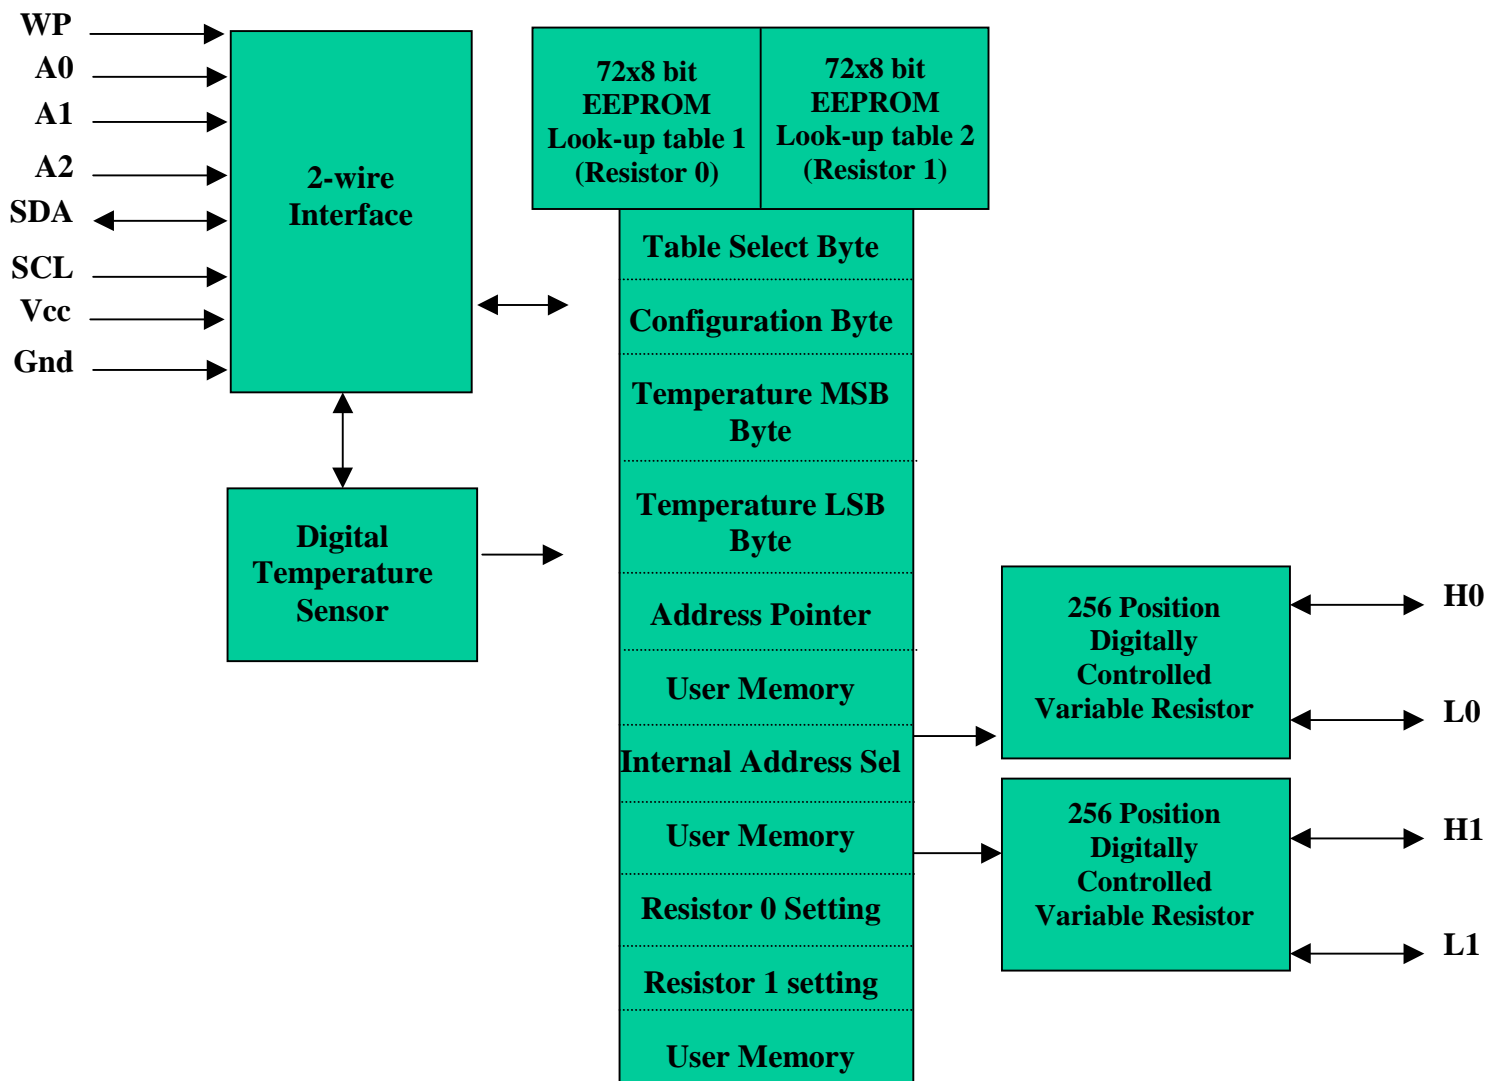 WP
A0
A1
A2
SDA
SCL
Vcc
Gnd
2-wire
Interface
Digital
Temperature
Sensor
72x8 bit
EEPROM
Look-up table 1
(Resistor 0)
72x8 bit
EEPROM
Look-up table 2
(Resistor 1)
Table Select Byte
Configuration Byte
Temperature MSB
Byte
Temperature LSB
Byte
Address Pointer
User Memory
Internal Address Sel
User Memory
Resistor 0 Setting
Resistor 1 setting
User Memory
256 Position
Digitally
Controlled
Variable Resistor
H0
L0
256 Position
Digitally
Controlled
Variable Resistor
H1
L1